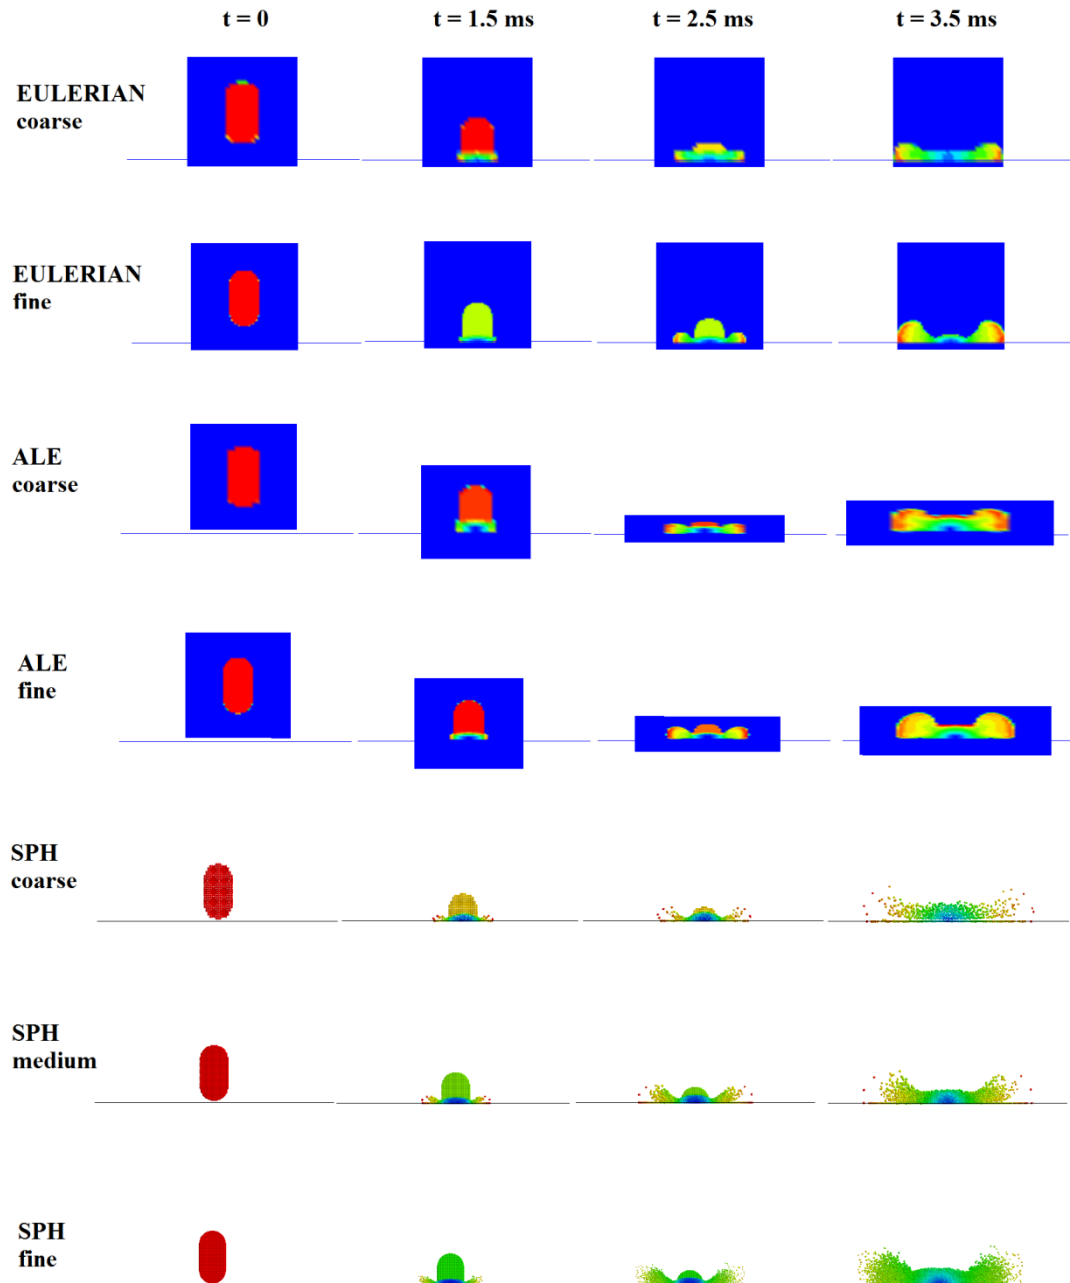 t = 0 t = 1.5 ms t = 2.5 ms t = 3.5 ms
EULERIAN
coarse
EULERIAN
fine
ALE
coarse
ALE
fine
SPH
coarse
SPH
medium
SPH
fine